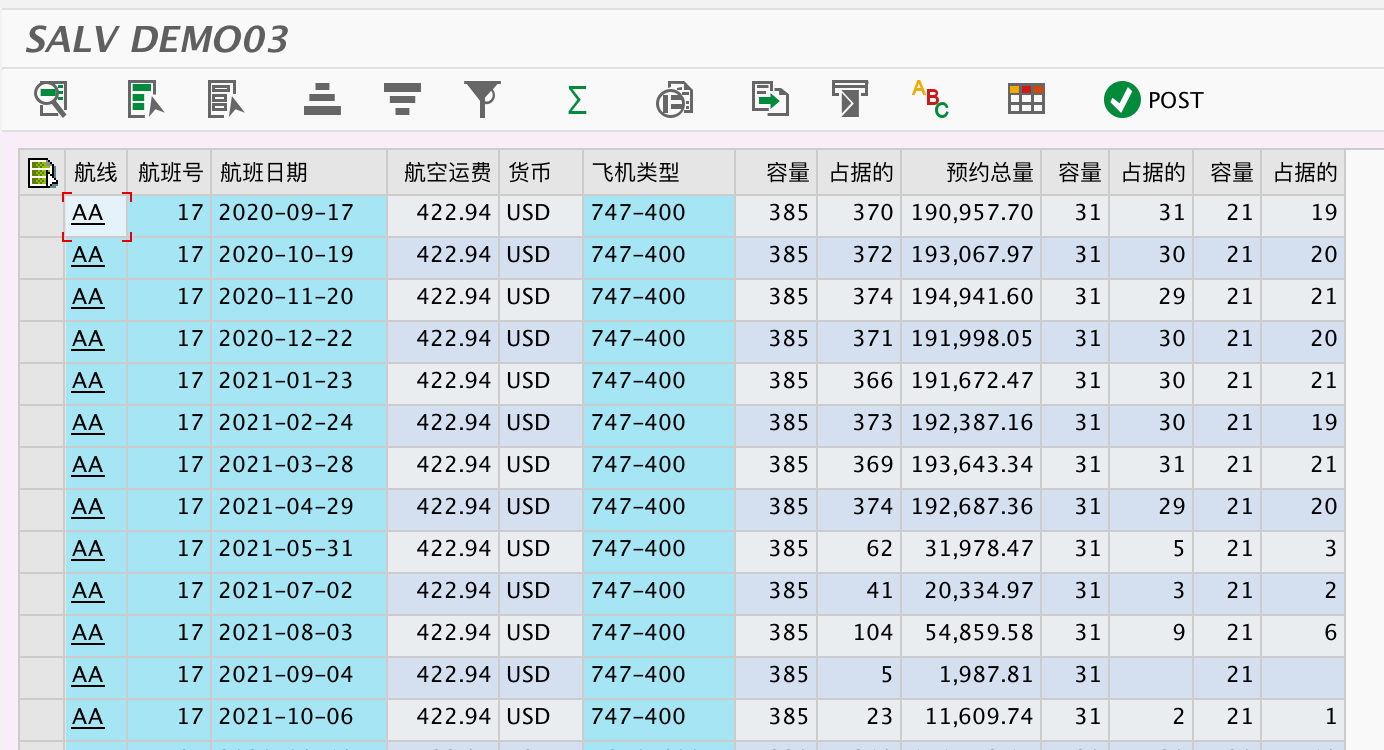 SALV DEMO03
Σ ABC POST
航线 航班号 航班日期 航空运费 货币 飞机类型 容量 占据的 预约总量 容量 占据的 容量 占据的
AA 17 2020-09-17 422.94 USD 747-400 385 370 190,957.70 31 31 21 19
AA 17 2020-10-19 422.94 USD 747-400 385 372 193,067.97 31 30 21 20
AA 17 2020-11-20 422.94 USD 747-400 385 374 194,941.60 31 29 21 21
AA 17 2020-12-22 422.94 USD 747-400 385 371 191,998.05 31 30 21 20
AA 17 2021-01-23 422.94 USD 747-400 385 366 191,672.47 31 30 21 21
AA 17 2021-02-24 422.94 USD 747-400 385 373 192,387.16 31 30 21 19
AA 17 2021-03-28 422.94 USD 747-400 385 369 193,643.34 31 31 21 21
AA 17 2021-04-29 422.94 USD 747-400 385 374 192,687.36 31 29 21 20
AA 17 2021-05-31 422.94 USD 747-400 385 62 31,978.47 31 5 21 3
AA 17 2021-07-02 422.94 USD 747-400 385 41 20,334.97 31 3 21 2
AA 17 2021-08-03 422.94 USD 747-400 385 104 54,859.58 31 9 21 6
AA 17 2021-09-04 422.94 USD 747-400 385 5 1,987.81 31 21
AA 17 2021-10-06 422.94 USD 747-400 385 23 11,609.74 31 2 21 1